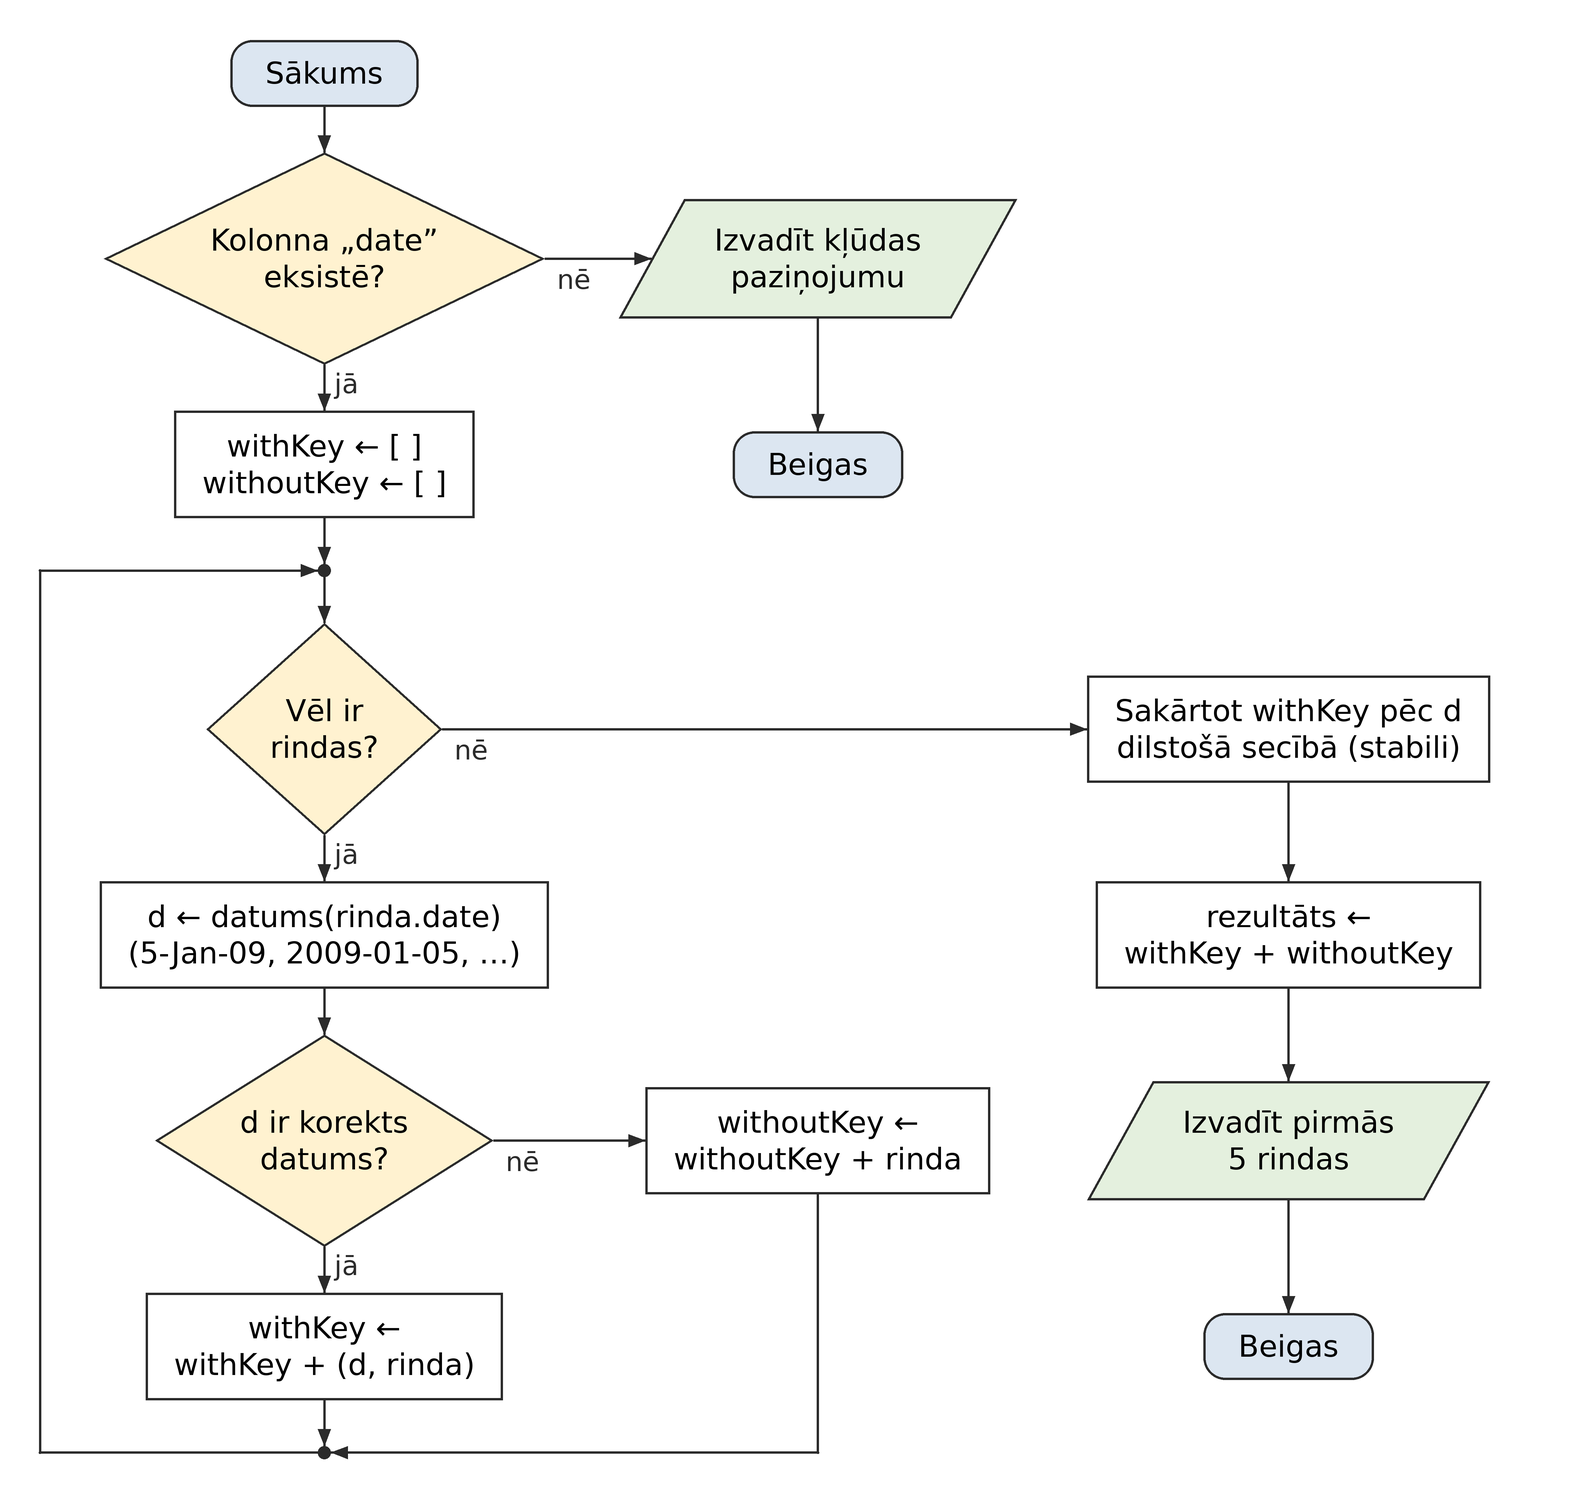 Sākums
Kolonna „date”
eksistē?
nē
Izvadīt kļūdas
paziņojumu
Beigas
jā
withKey ← [ ]
withoutKey ← [ ]
Vēl ir
rindas?
nē
jā
d ← datums(rinda.date)
(5-Jan-09, 2009-01-05, ...)
d ir korekts
datums?
nē
withoutKey ←
withoutKey + rinda
jā
withKey ←
withKey + (d, rinda)
Sakārtot withKey pēc d
dilstošā secībā (stabili)
rezultāts ←
withKey + withoutKey
Izvadīt pirmās
5 rindas
Beigas